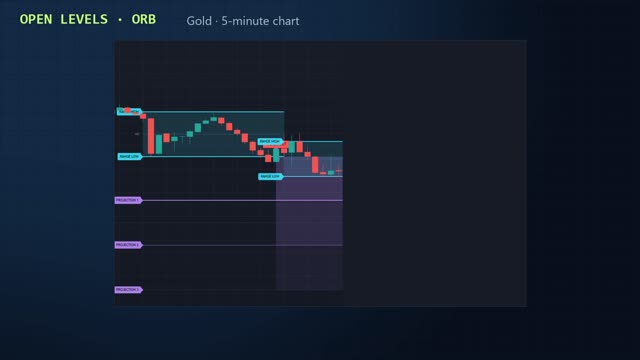 OPEN LEVELS · ORB
Gold · 5-minute chart
RANGE HIGH
RANGE LOW
RANGE LOW
PROJECTION 1
PROJECTION 2
PROJECTION 3